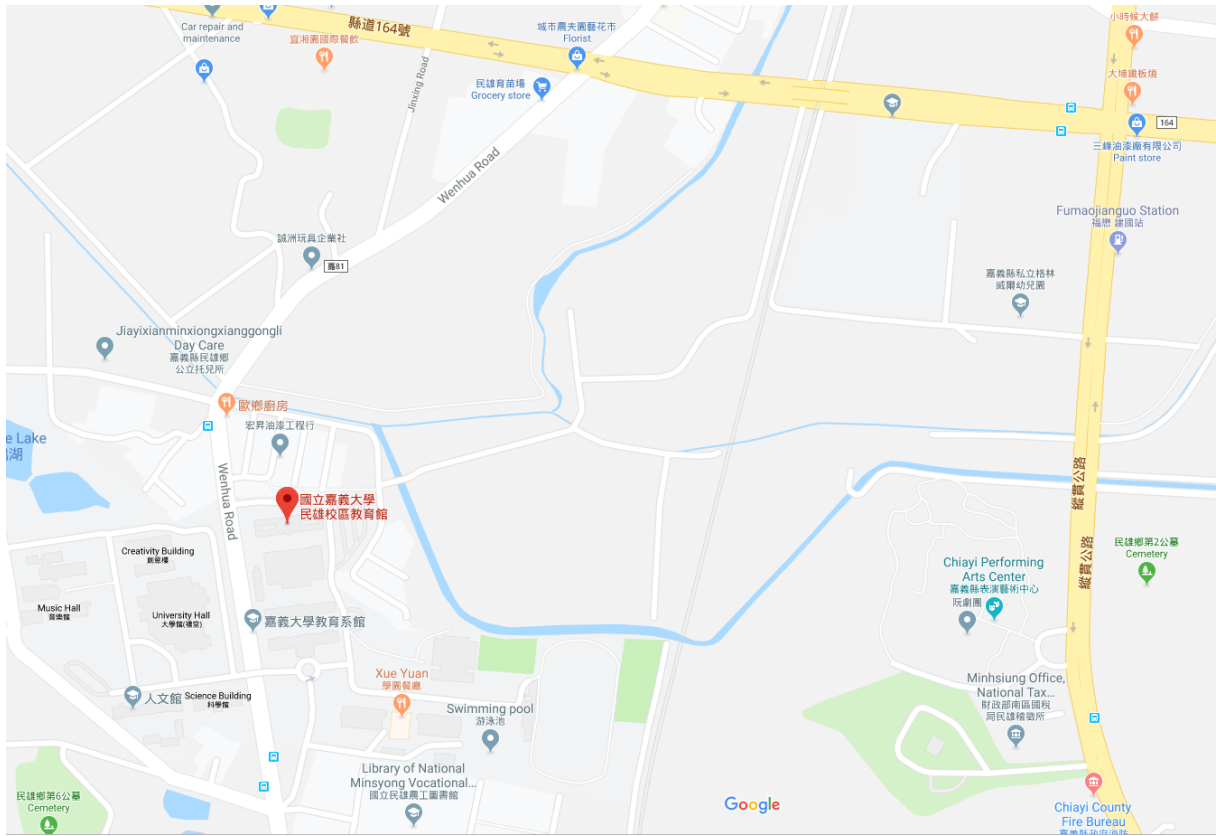 Car repair and
maintenance
宜湘園國際餐飲
縣道164號
城市農夫園藝花市
Florist
小時候大餅
Jinxing Road
民雄育苗場
Grocery store
大埔鐵板燒
164
三峰油漆廠有限公司
Paint store
Wenhua Road
Fumaojianguo Station
福懋 建國站
誠洲玩具企業社
嘉81
嘉義縣私立格林
威爾幼兒園
Jiayixianminxiongxianggongli
Day Care
嘉義縣民雄鄉
公立托兒所
歐鄉廚房
宏昇油漆工程行
e Lake
湖
Wenhua Road
國立嘉義大學
民雄校區教育館
縱貫公路
縱貫公路
Creativity Building
創意樓
Music Hall
音樂館
University Hall
大學館(禮堂)
嘉義大學教育系館
Chiayi Performing
Arts Center
嘉義縣表演藝術中心
阮劇團
民雄鄉第2公墓
Cemetery
人文館
Science Building
科學館
Xue Yuan
學園餐廳
Swimming pool
游泳池
Minhsiung Office,
National Tax...
財政部南區國稅
局民雄稽徵所
Library of National
Minsyong Vocational...
國立民雄農工圖書館
民雄鄉第6公墓
Cemetery
Google
Chiayi County
Fire Bureau